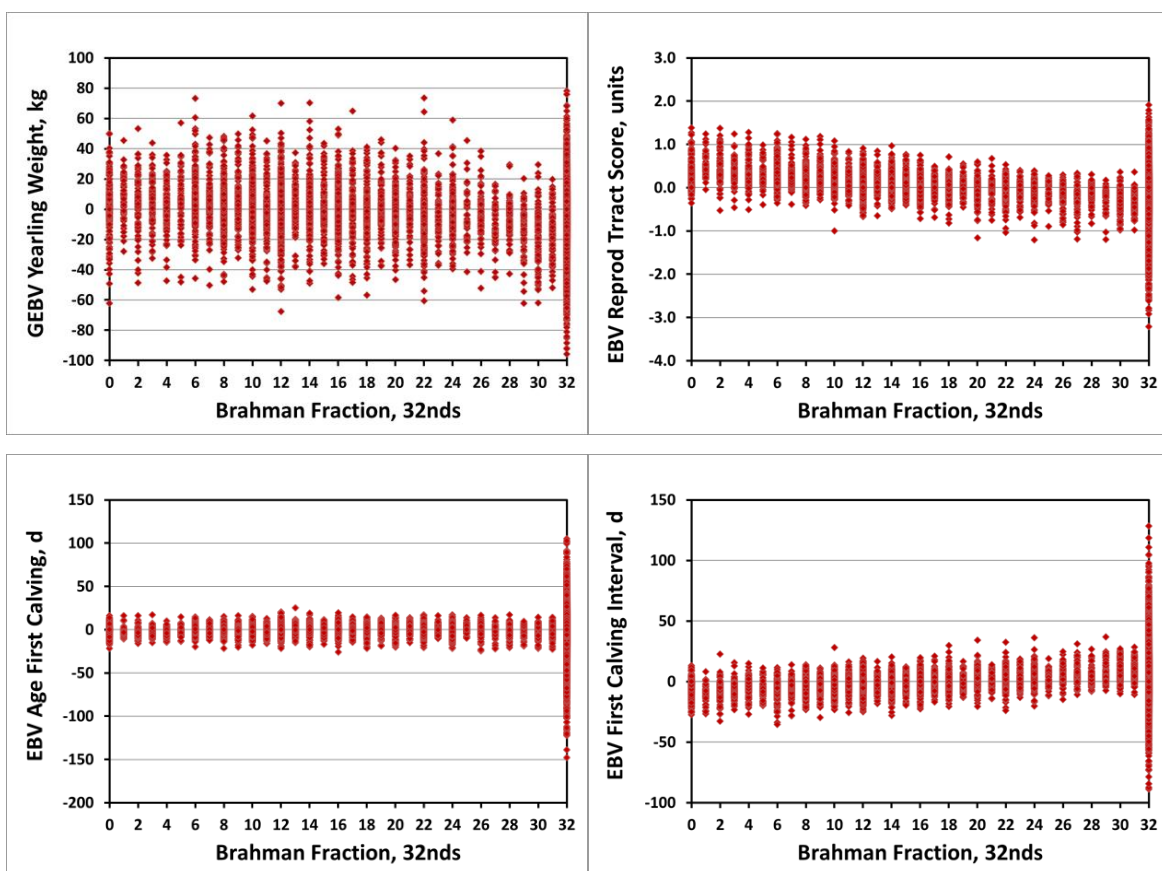 GEBV Yearling Weight, kg
100
80
60
40
20
0
-20
-40
-60
-80
-100
0 2 4 6 8 10 12 14 16 18 20 22 24 26 28 30 32
Brahman Fraction, 32nds
EBV Reprod Tract Score, units
3.0
2.0
1.0
0.0
-1.0
-2.0
-3.0
-4.0
0 2 4 6 8 10 12 14 16 18 20 22 24 26 28 30 32
Brahman Fraction, 32nds
EBV Age First Calving, d
150
100
50
0
-50
-100
-150
-200
0 2 4 6 8 10 12 14 16 18 20 22 24 26 28 30 32
Brahman Fraction, 32nds
EBV First Calving Interval, d
150
100
50
0
-50
-100
0 2 4 6 8 10 12 14 16 18 20 22 24 26 28 30 32
Brahman Fraction, 32nds